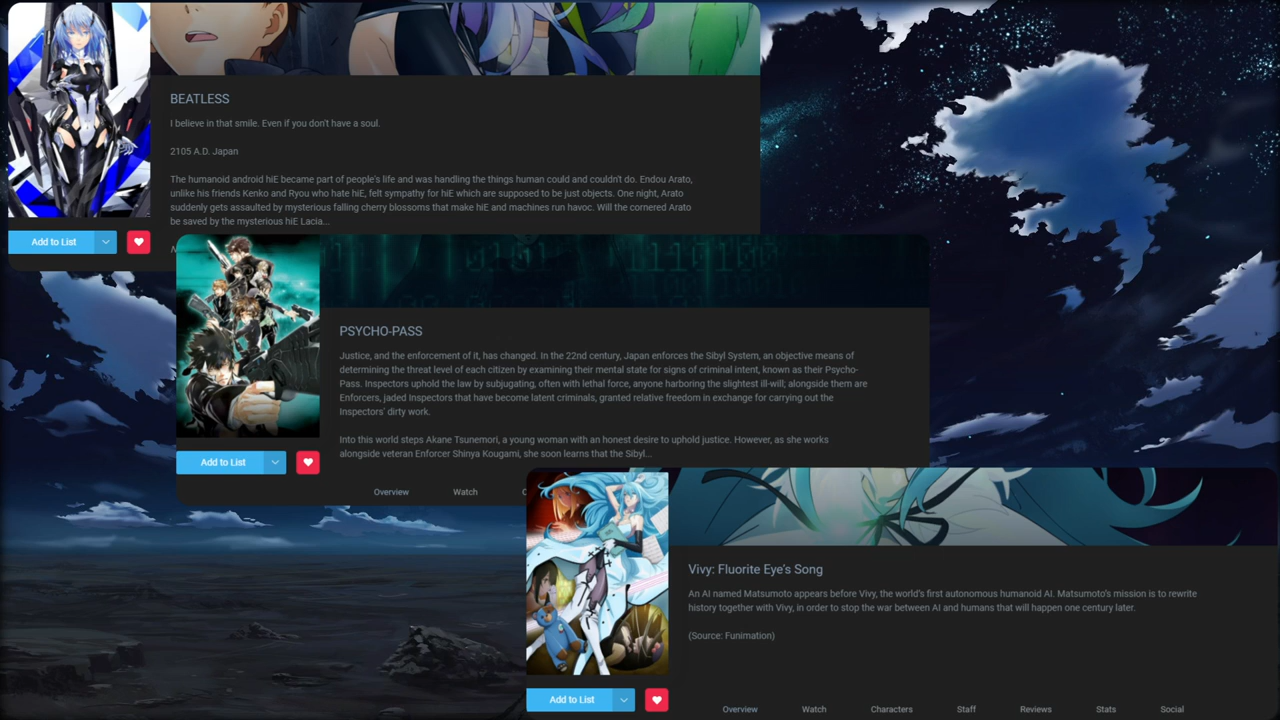 BEATLESS
I believe in that smile. Even if you don't have a soul.
2105 A.D. Japan
The humanoid android hiE became part of people's life and was handling the things human could and couldn't do. Endou Arato,
unlike his friends Kenko and Ryou who hate hiE, felt sympathy for hiE which are supposed to be just objects. One night, Arato
suddenly gets assaulted by mysterious falling cherry blossoms that make hiE and machines run havoc. Will the cornered Arato
be saved by the mysterious hiE Lacia...
Add to List
PSYCHO-PASS
Justice, and the enforcement of it, has changed. In the 22nd century, Japan enforces the Sibyl System, an objective means of
determining the threat level of each citizen by examining their mental state for signs of criminal intent, known as their Psycho-
Pass. Inspectors uphold the law by subjugating, often with lethal force, anyone harboring the slightest ill-will; alongside them are
Enforcers, jaded Inspectors that have become latent criminals, granted relative freedom in exchange for carrying out the
Inspectors' dirty work.
Into this world steps Akane Tsunemori, a young woman with an honest desire to uphold justice. However, as she works
alongside veteran Enforcer Shinya Kougami, she soon learns that the Sibyl...
Add to List
Overview Watch
Vivy: Fluorite Eye's Song
An AI named Matsumoto appears before Vivy, the world's first autonomous humanoid AI. Matsumoto's mission is to rewrite
history together with Vivy, in order to stop the war between AI and humans that will happen one century later.
(Source: Funimation)
Add to List
Overview Watch Characters Staff Reviews Stats Social